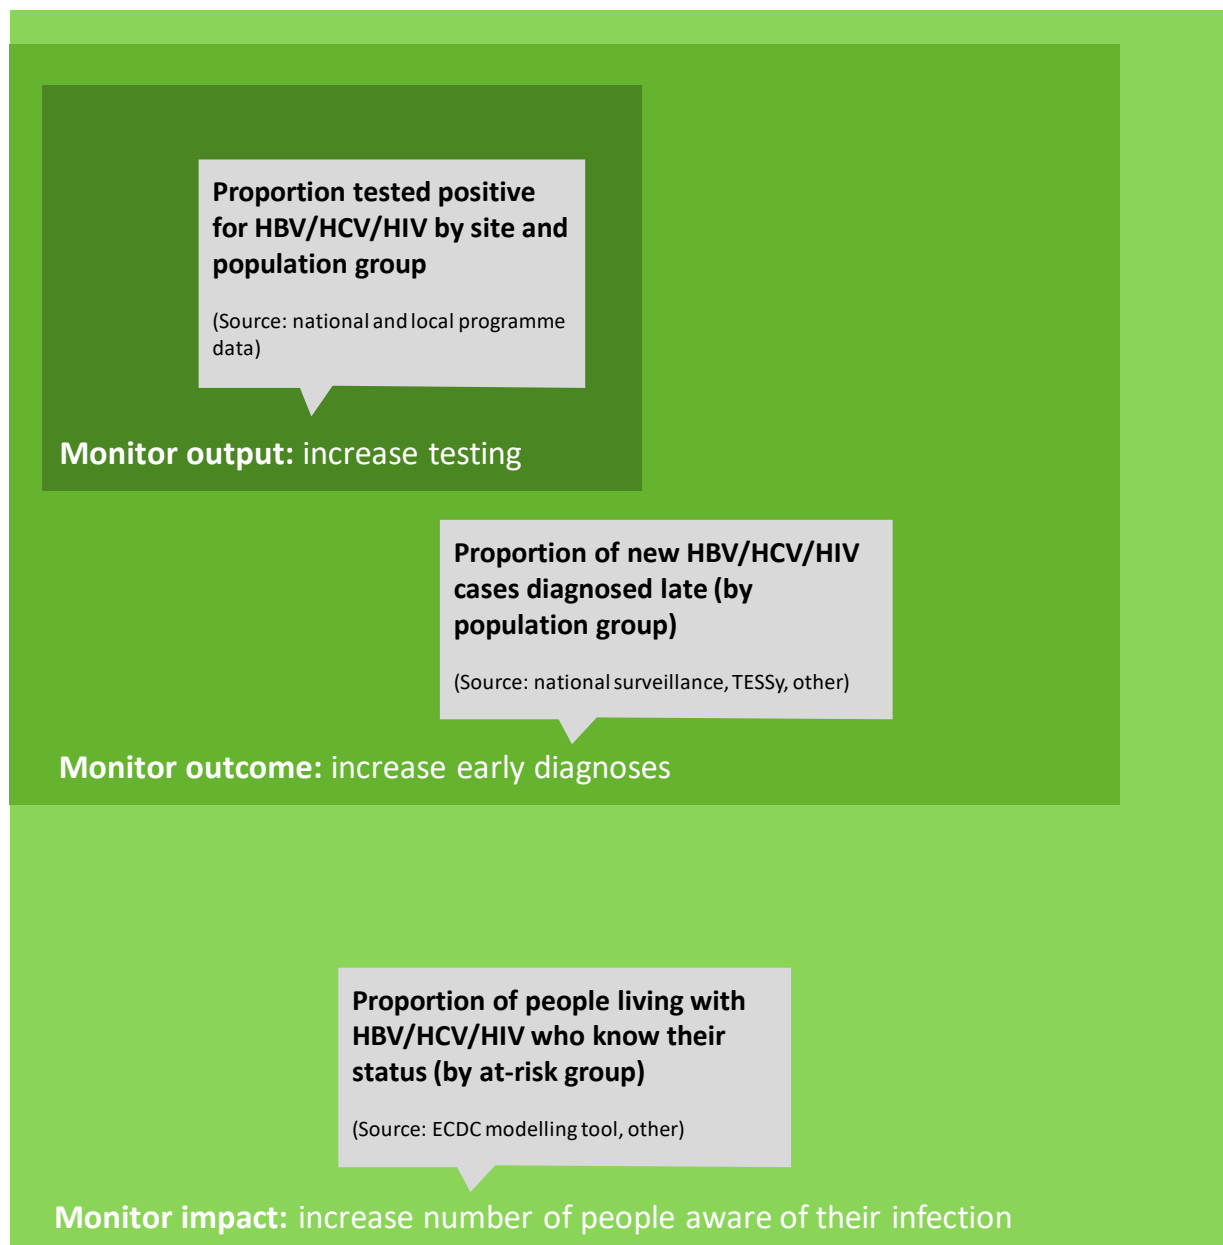 Proportion tested positive
for HBV/HCV/HIV by site and
population group
(Source: national and local programme
data)
Monitor output: increase testing
Proportion of new HBV/HCV/HIV
cases diagnosed late (by
population group)
(Source: national surveillance, TESSy, other)
Monitor outcome: increase early diagnoses
Proportion of people living with
HBV/HCV/HIV who know their
status (by at-risk group)
(Source: ECDC modelling tool, other)
Monitor impact: increase number of people aware of their infection